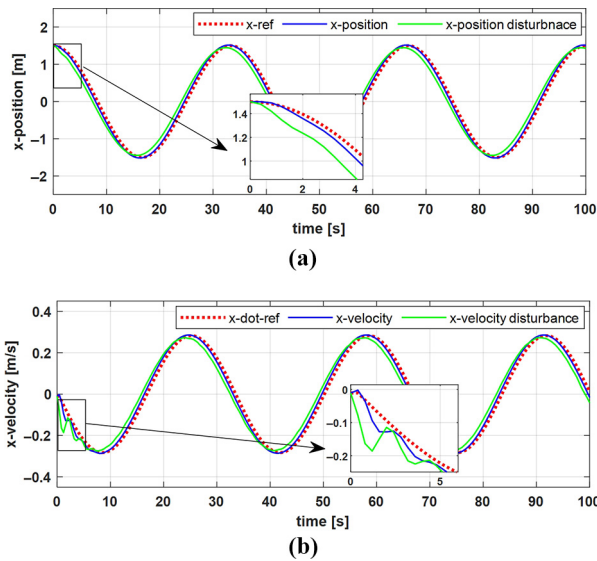 x-ref x-position x-position disturbnace
x-position [m]
2
1
0
−1
−2
1.4
1.2
1
0 2 4
0 10 20 30 40 50 60 70 80 90 100
time [s]
(a)
x-dot-ref x-velocity x-velocity disturbance
x-velocity [m/s]
0.4
0.2
0
−0.2
−0.4
0
−0.1
−0.2
0 5
0 10 20 30 40 50 60 70 80 90 100
time [s]
(b)